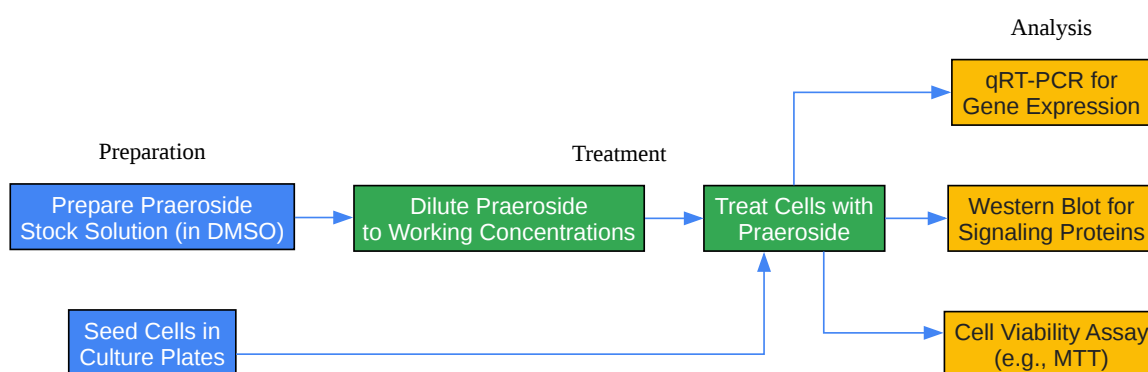 Analysis
qRT-PCR for
Gene Expression
Preparation
Treatment
Prepare Praeroside
Stock Solution (in DMSO)
Dilute Praeroside
to Working Concentrations
Treat Cells with
Praeroside
Western Blot for
Signaling Proteins
Seed Cells in
Culture Plates
Cell Viability Assay
(e.g., MTT)